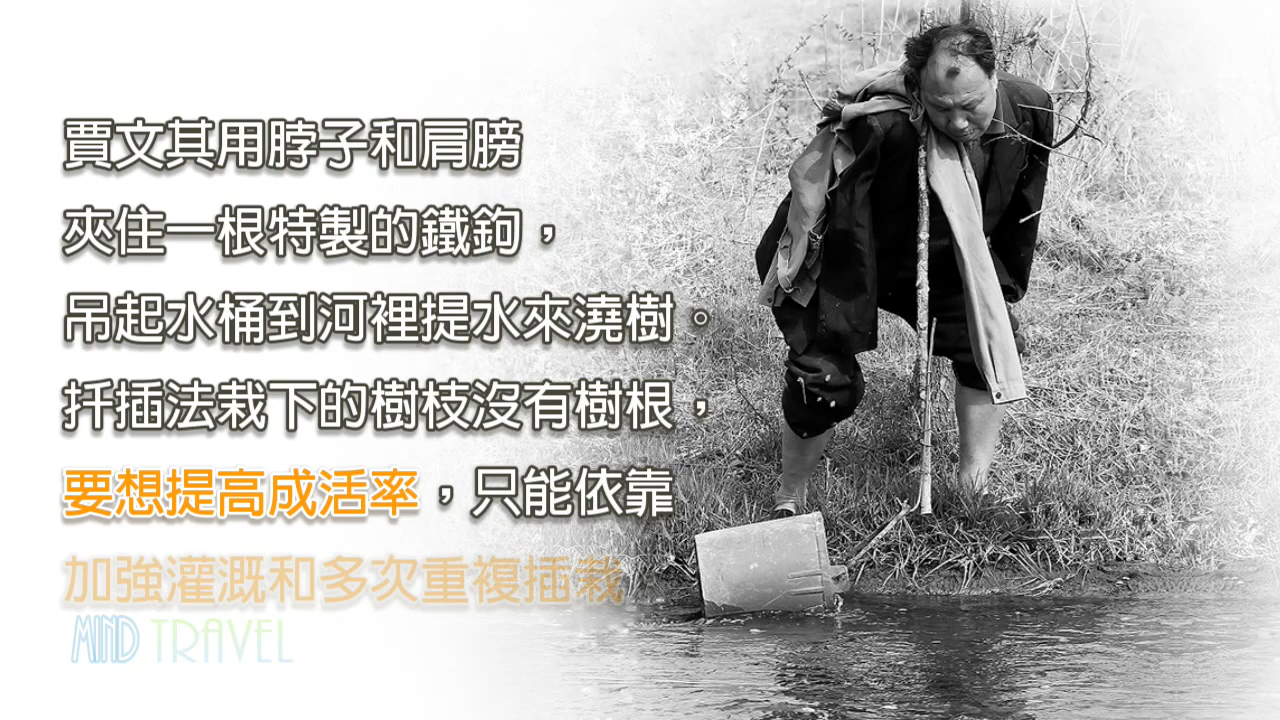 賈文其用脖子和肩膀
夾住一根特製的鐵鉤，
吊起水桶到河裡提水來澆樹。
扦插法栽下的樹枝沒有樹根，
要想提高成活率，只能依靠
加強灌溉和多次重複插栽
MIND TRAVEL